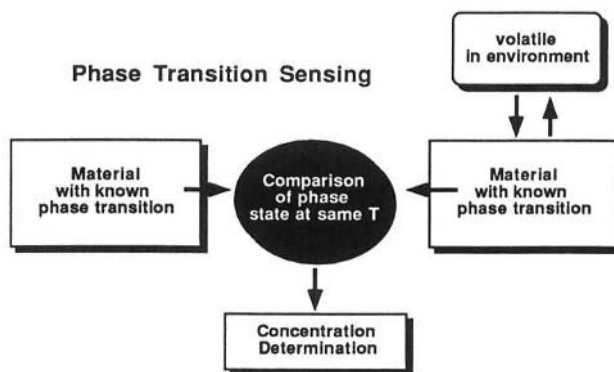 volatile
in environment
Phase Transition Sensing
Material
with known
phase transition
Comparison
of phase
state at same T
Material
with known
phase transition
Concentration
Determination